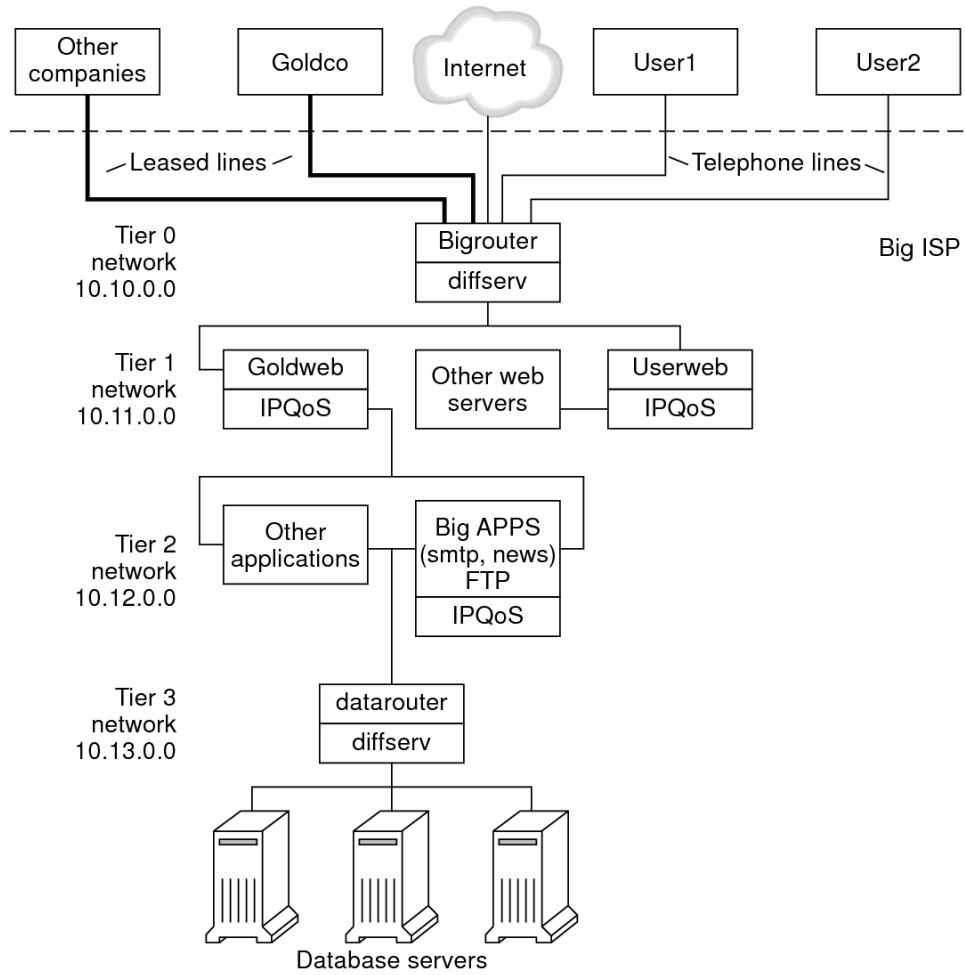 Other
companies
Goldco
Internet
User1
User2
Leased lines
Telephone lines
Tier 0
network
10.10.0.0
Bigrouter
diffserv
Big ISP
Tier 1
network
10.11.0.0
Goldweb
IPQoS
Other web
servers
Userweb
IPQoS
Tier 2
network
10.12.0.0
Other
applications
Big APPS
(smtp, news)
FTP
IPQoS
Tier 3
network
10.13.0.0
datarouter
diffserv
Database servers